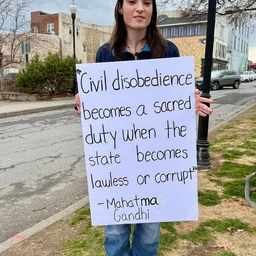 "Civil disobedience
becomes a sacred
duty when the
state becomes
lawless or corrupt"
-Mahatma
Gandhi